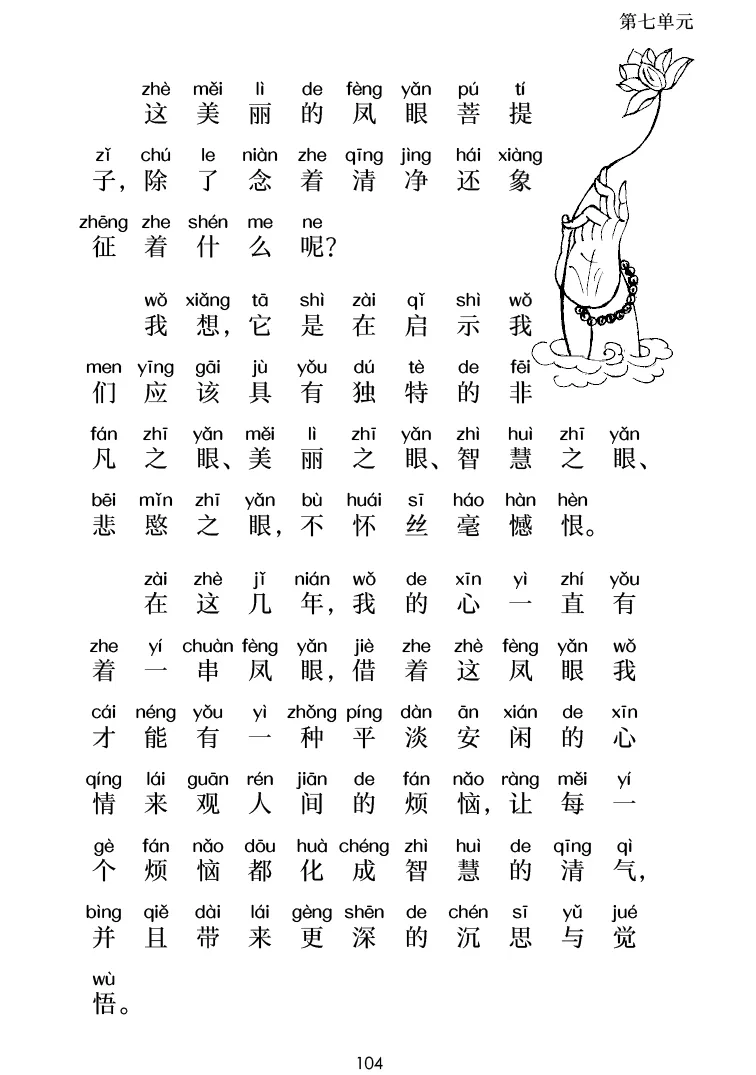 第七单元
zhè měi lì de fèng yǎn pú tí
这美丽的凤眼菩提
zǐ chú le niàn zhe qīng jìng hái xiàng
子，除了念着清净还象
zhēng zhe shén me ne
征着什么呢？
wǒ xiǎng tā shì zài qǐ shì wǒ
我想，它是在启示我
men yīng gāi jù yǒu dú tè de fēi
们应该具有独特的非
fán zhī yǎn měi lì zhī yǎn zhì huì zhī yǎn
凡之眼、美丽之眼、智慧之眼、
bēi mǐn zhī yǎn bù huái sī háo hàn hèn
悲愍之眼，不怀丝毫憾恨。
zài zhè jǐ nián wǒ de xīn yì zhí yǒu
在这几年，我的心一直有
zhe yí chuàn fèng yǎn jiè zhe zhè fèng yǎn wǒ
着一串凤眼，借着这凤眼我
cái néng yǒu yì zhǒng píng dàn ān xián de xīn
才能有一种平淡安闲的心
qíng lái guān rén jiān de fán nǎo ràng měi yí
情来观人间的烦恼，让每一
gè fán nǎo dōu huà chéng zhì huì de qīng qì
个烦恼都化成智慧的清气，
bìng qiě dài lái gèng shēn de chén sī yǔ jué
并且带来更深的沉思与觉
wù
悟。
104